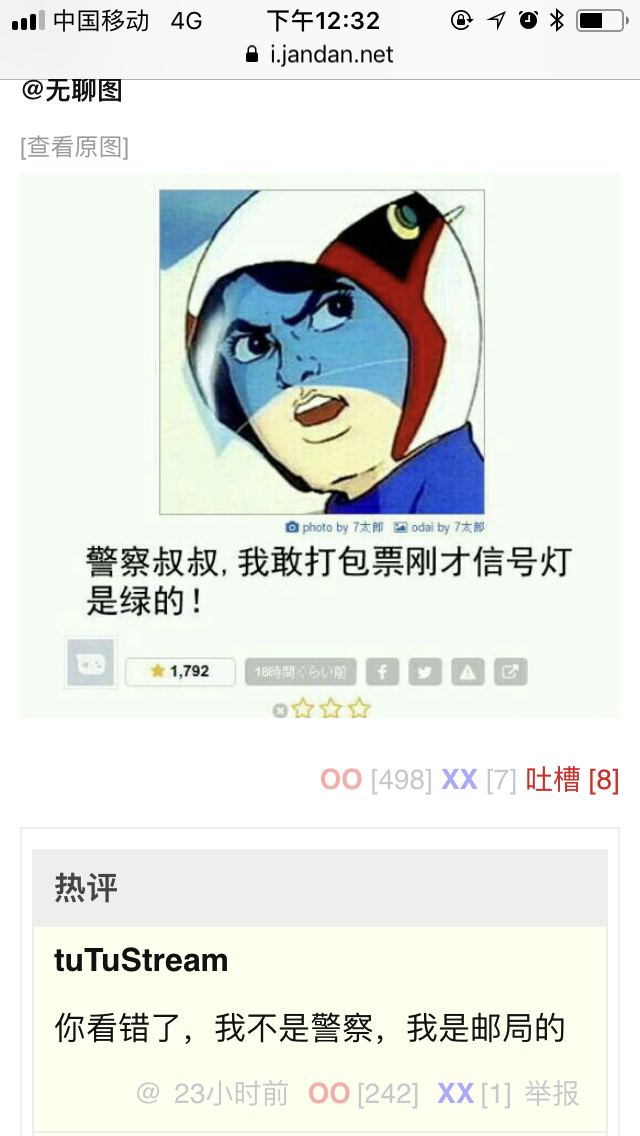 中国移动 4G 下午12:32
i.jandan.net
@无聊图
[查看原图]
photo by 7太郎 odai by 7太郎
警察叔叔,我敢打包票刚才信号灯
是绿的!
1,792 18時間ぐらい前
OO [498] XX [7] 吐槽 [8]
热评
tuTuStream
你看错了，我不是警察，我是邮局的
@ 23小时前 OO [242] XX [1] 举报